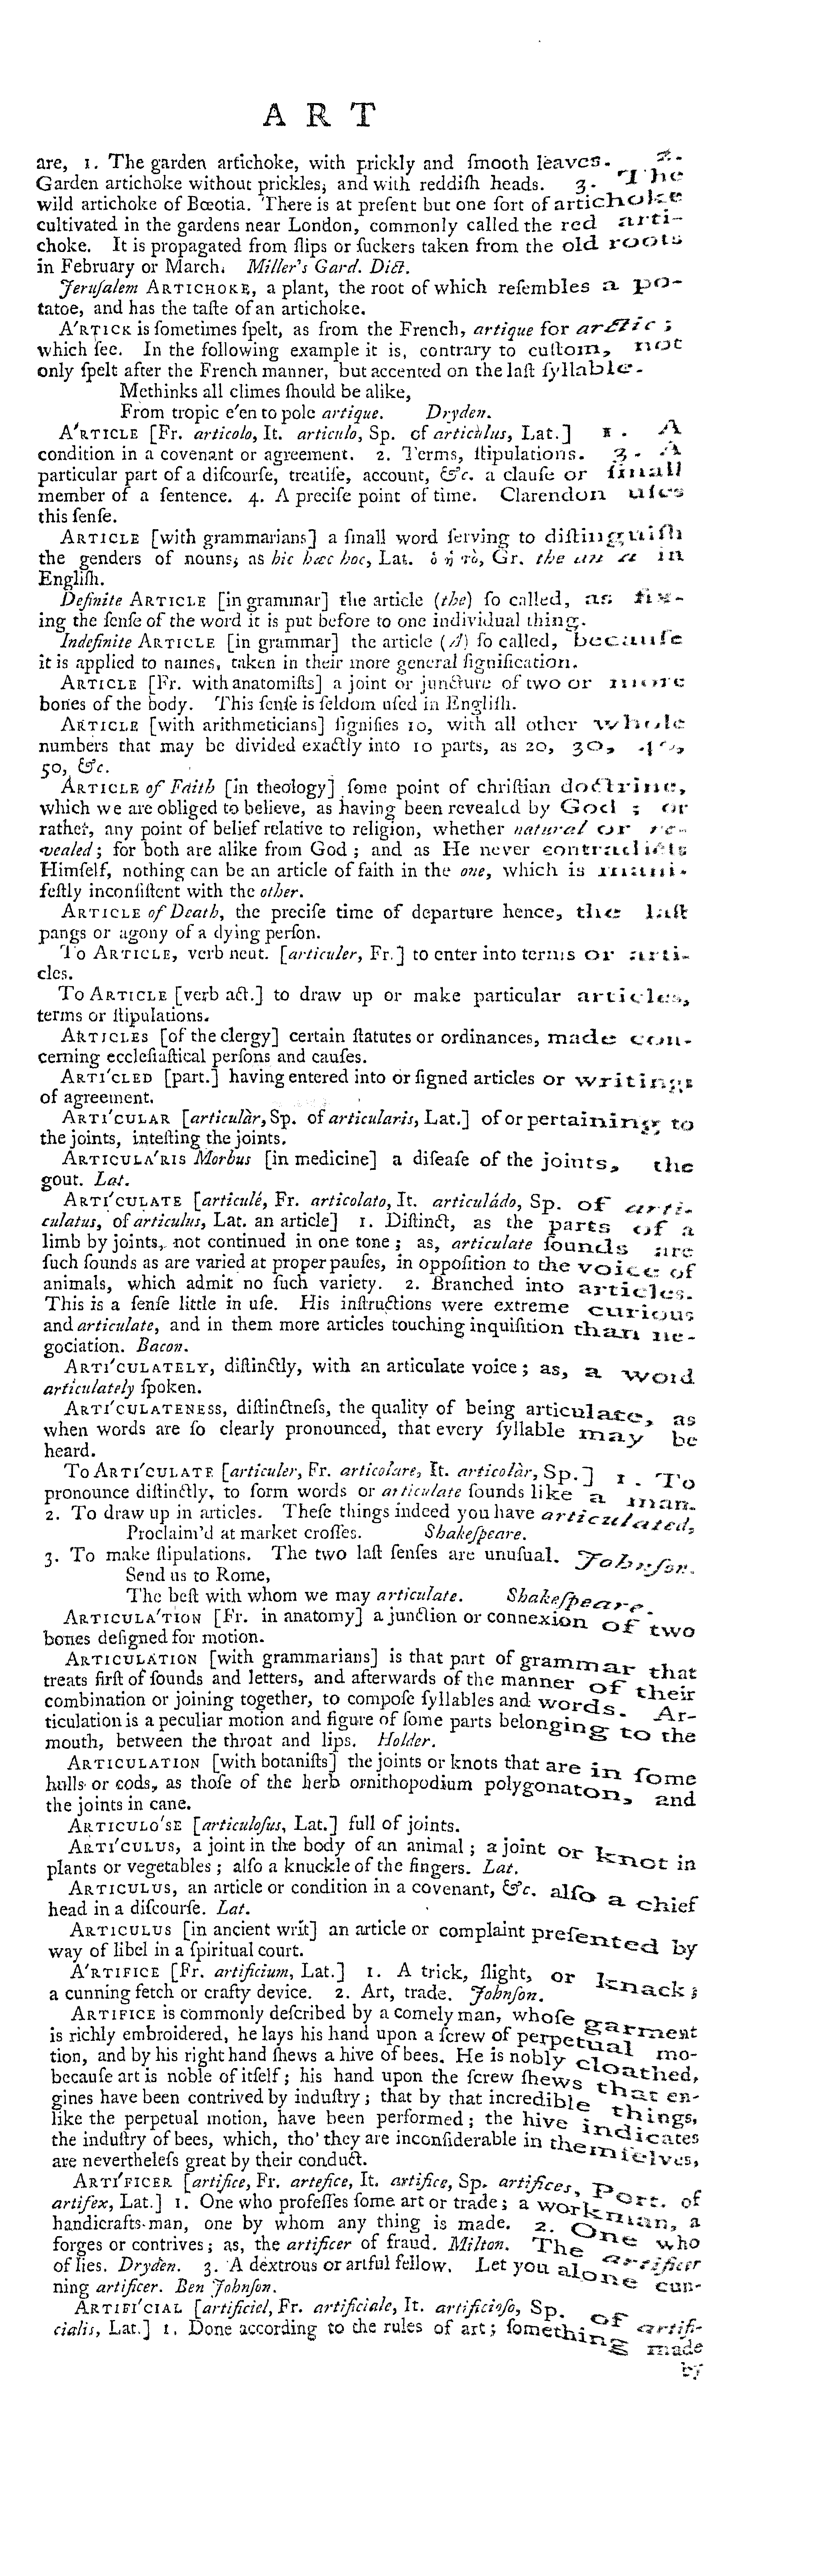 A R T
are, 1. The garden artichoke, with prickly and ſmooth leaves. 2.
Garden artichoke without prickles; and with reddiſh heads. 3. The
wild artichoke of Bœotia. There is at preſent but one ſort of artichoke
cultivated in the gardens near London, commonly called the red arti-
choke. It is propagated from ſlips or ſuckers taken from the old roots
in February or March. Miller's Gard. Dict.
Jeruſalem ARTICHOKE, a plant, the root of which reſembles a po-
tatoe, and has the taſte of an artichoke.
A'RTICK is ſometimes ſpelt, as from the French, artique for arctic;
which ſee. In the following example it is, contrary to cuſtom, not
only ſpelt after the French manner, but accented on the laſt ſyllable.
Methinks all climes ſhould be alike,
From tropic e'en to pole artique. Dryden.
A'RTICLE [Fr. articolo, It. articulo, Sp. of articulus, Lat.] 1. A
condition in a covenant or agreement. 2. Terms, ſtipulations. 3. A
particular part of a diſcourſe, treatiſe, account, &c. a clauſe or ſmall
member of a ſentence. 4. A preciſe point of time. Clarendon uſes
this ſenſe.
ARTICLE [with grammarians] a ſmall word ſerving to diſtinguiſh
the genders of nouns; as hic hæc hoc, Lat. ὁ ἡ τὸ, Gr. the an a in
Engliſh.
Definite ARTICLE [in grammar] the article (the) ſo called, as fix-
ing the ſenſe of the word it is put before to one individual thing.
Indefinite ARTICLE [in grammar] the article (A) ſo called, becauſe
it is applied to names, taken in their more general ſignification.
ARTICLE [Fr. with anatomiſts] a joint or juncture of two or more
bones of the body. This ſenſe is ſeldom uſed in Engliſh.
ARTICLE [with arithmeticians] ſignifies 10, with all other whole
numbers that may be divided exactly into 10 parts, as 20, 30, 40,
50, &c.
ARTICLE of Faith [in theology] ſome point of chriſtian doctrine,
which we are obliged to believe, as having been revealed by God; or
rather, any point of belief relative to religion, whether natural or re-
vealed; for both are alike from God; and as He never contradicts
Himſelf, nothing can be an article of faith in the one, which is mani-
feſtly inconſiſtent with the other.
ARTICLE of Death, the preciſe time of departure hence, the laſt
pangs or agony of a dying perſon.
To ARTICLE, verb neut. [articuler, Fr.] to enter into terms or arti-
cles.
To ARTICLE [verb act.] to draw up or make particular articles,
terms or ſtipulations.
ARTICLES [of the clergy] certain ſtatutes or ordinances, made con-
cerning eccleſiaſtical perſons and cauſes.
ARTI'CLED [part.] having entered into or ſigned articles or writings
of agreement.
ARTI'CULAR [articulàr, Sp. of articularis, Lat.] of or pertaining to
the joints, inteſting the joints.
ARTICULA'RIS Morbus [in medicine] a diſeaſe of the joints, the
gout. Lat.
ARTI'CULATE [articulé, Fr. articolato, It. articuládo, Sp. of arti-
culatus, of articulus, Lat. an article] 1. Diſtinct, as the parts of a
limb by joints, not continued in one tone; as, articulate ſounds are
ſuch ſounds as are varied at proper pauſes, in oppoſition to the voice of
animals, which admit no ſuch variety. 2. Branched into articles.
This is a ſenſe little in uſe. His inſtructions were extreme curious
and articulate, and in them more articles touching inquiſition than ne-
gociation. Bacon.
ARTI'CULATELY, diſtinctly, with an articulate voice; as, a word
articulately ſpoken.
ARTI'CULATENESS, diſtinctneſs, the quality of being articulate, as
when words are ſo clearly pronounced, that every ſyllable may be
heard.
To ARTI'CULATE [articuler, Fr. articolare, It. articolàr, Sp.] 1. To
pronounce diſtinctly, to form words or articulate ſounds like a man.
2. To draw up in articles. Theſe things indeed you have articulated,
Proclaim'd at market croſſes. Shakeſpeare.
3. To make ſtipulations. The two laſt ſenſes are unuſual. Johnſon.
Send us to Rome,
The beſt with whom we may articulate. Shakeſpeare.
ARTICULA'TION [Fr. in anatomy] a junction or connexion of two
bones deſigned for motion.
ARTICULATION [with grammarians] is that part of grammar that
treats firſt of ſounds and letters, and afterwards of the manner of their
combination or joining together, to compoſe ſyllables and words. Ar-
ticulation is a peculiar motion and figure of ſome parts belonging to the
mouth, between the throat and lips. Holder.
ARTICULATION [with botaniſts] the joints or knots that are in ſome
huſls or cods, as thoſe of the herb ornithopodium polygonaton, and
the joints in cane.
ARTICULO'SE [articuloſus, Lat.] full of joints.
ARTI'CULUS, a joint in the body of an animal; a joint or knot in
plants or vegetables; alſo a knuckle of the fingers. Lat.
ARTICULUS, an article or condition in a covenant, &c. alſo a chief
head in a diſcourſe. Lat.
ARTICULUS [in ancient writ] an article or complaint preſented by
way of libel in a ſpiritual court.
A'RTIFICE [Fr. artificium, Lat.] 1. A trick, ſlight, or knack;
a cunning fetch or crafty device. 2. Art, trade. Johnſon.
ARTIFICE is commonly deſcribed by a comely man, whoſe garment
is richly embroidered, he lays his hand upon a ſcrew of perpetual mo-
tion, and by his right hand ſhews a hive of bees. He is nobly cloathed,
becauſe art is noble of itſelf; his hand upon the ſcrew ſhews that en-
gines have been contrived by induſtry; that by that incredible things,
like the perpetual motion, have been performed; the hive indicates
the induſtry of bees, which, tho' they are inconſiderable in themſelves,
are nevertheleſs great by their conduct.
ARTI'FICER [artifice, Fr. artefice, It. artifice, Sp. artifices, Port. of
artifex, Lat.] 1. One who profeſſes ſome art or trade; a workman, a
handicrafts-man, one by whom any thing is made. 2. One who
forges or contrives; as, the artificer of fraud. Milton. The artificer
of lies. Dryden. 3. A dextrous or artful fellow. Let you alone cun-
ning artificer. Ben Johnſon.
ARTIFI'CIAL [artificiel, Fr. artificiale, It. artificioſo, Sp. of artifi-
cialis, Lat.] 1. Done according to the rules of art; ſomething made
by